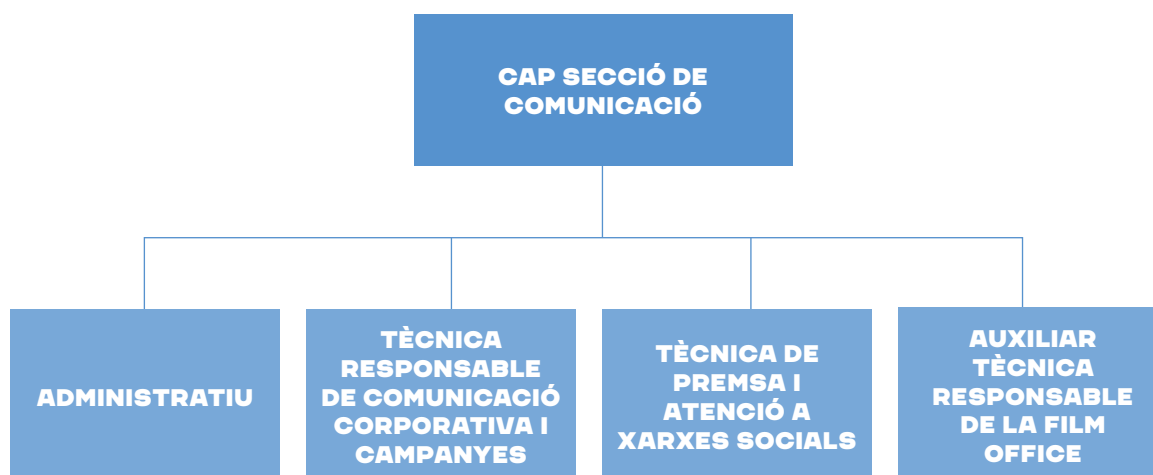 CAP SECCIÓ DE
COMUNICACIÓ
ADMINISTRATIU
TÈCNICA
RESPONSABLE
DE COMUNICACIÓ
CORPORATIVA I
CAMPANYES
TÈCNICA DE
PREMSA I
ATENCIÓ A
XARXES SOCIALS
AUXILIAR
TÈCNICA
RESPONSABLE
DE LA FILM
OFFICE